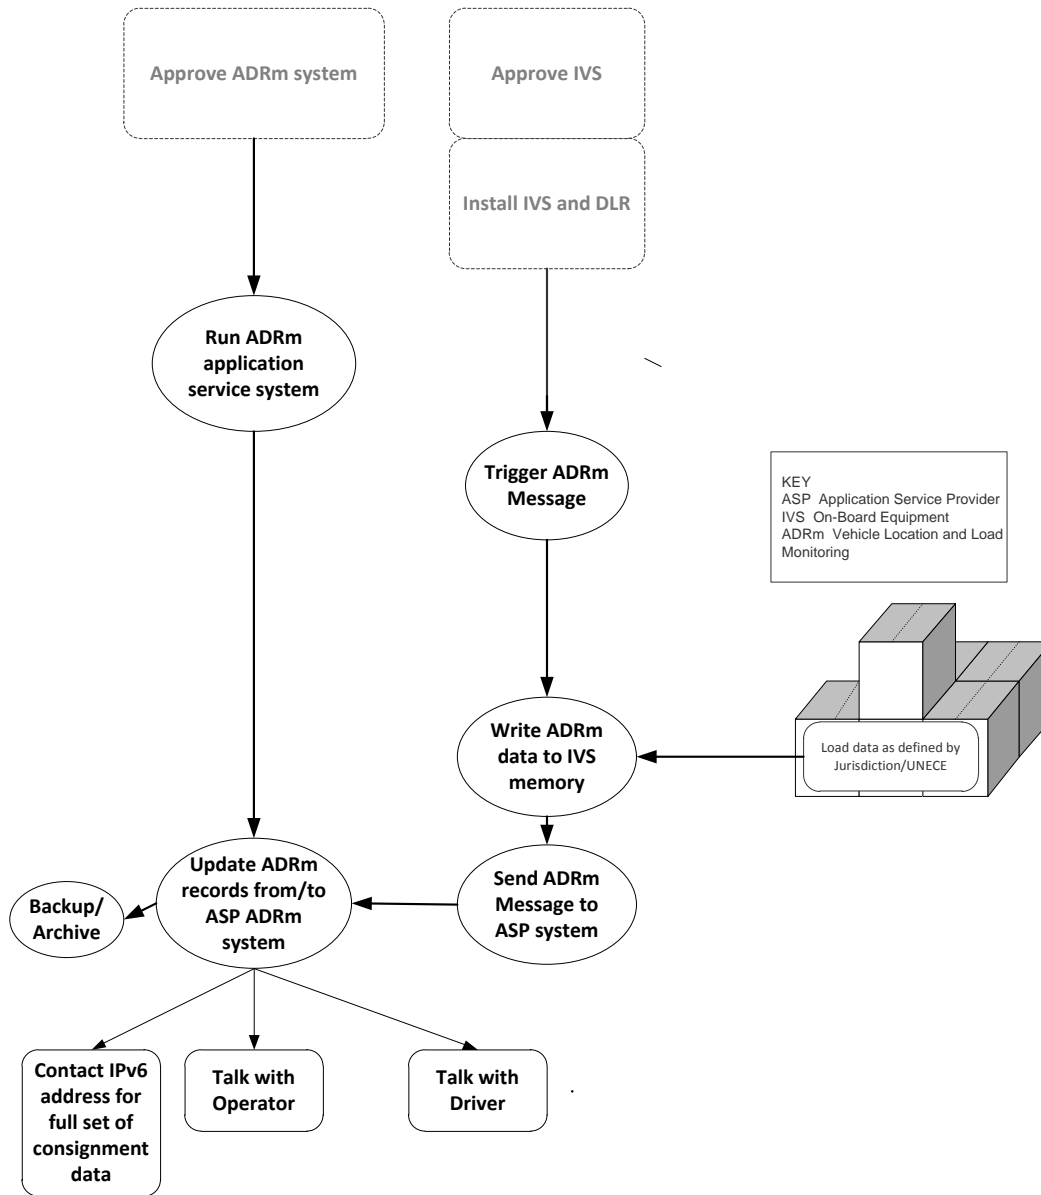 Approve ADRm system
Approve IVS
Install IVS and DLR
Run ADRm
application
service system
Trigger ADRm
Message
KEY
ASP Application Service Provider
IVS On-Board Equipment
ADRm Vehicle Location and Load
Monitoring
Write ADRm
data to IVS
memory
Load data as defined by
Jurisdiction/UNECE
Update ADRm
records from/to
ASP ADRm
system
Send ADRm
Message to
ASP system
Backup/
Archive
Contact IPv6
address for
full set of
consignment
data
Talk with
Operator
Talk with
Driver